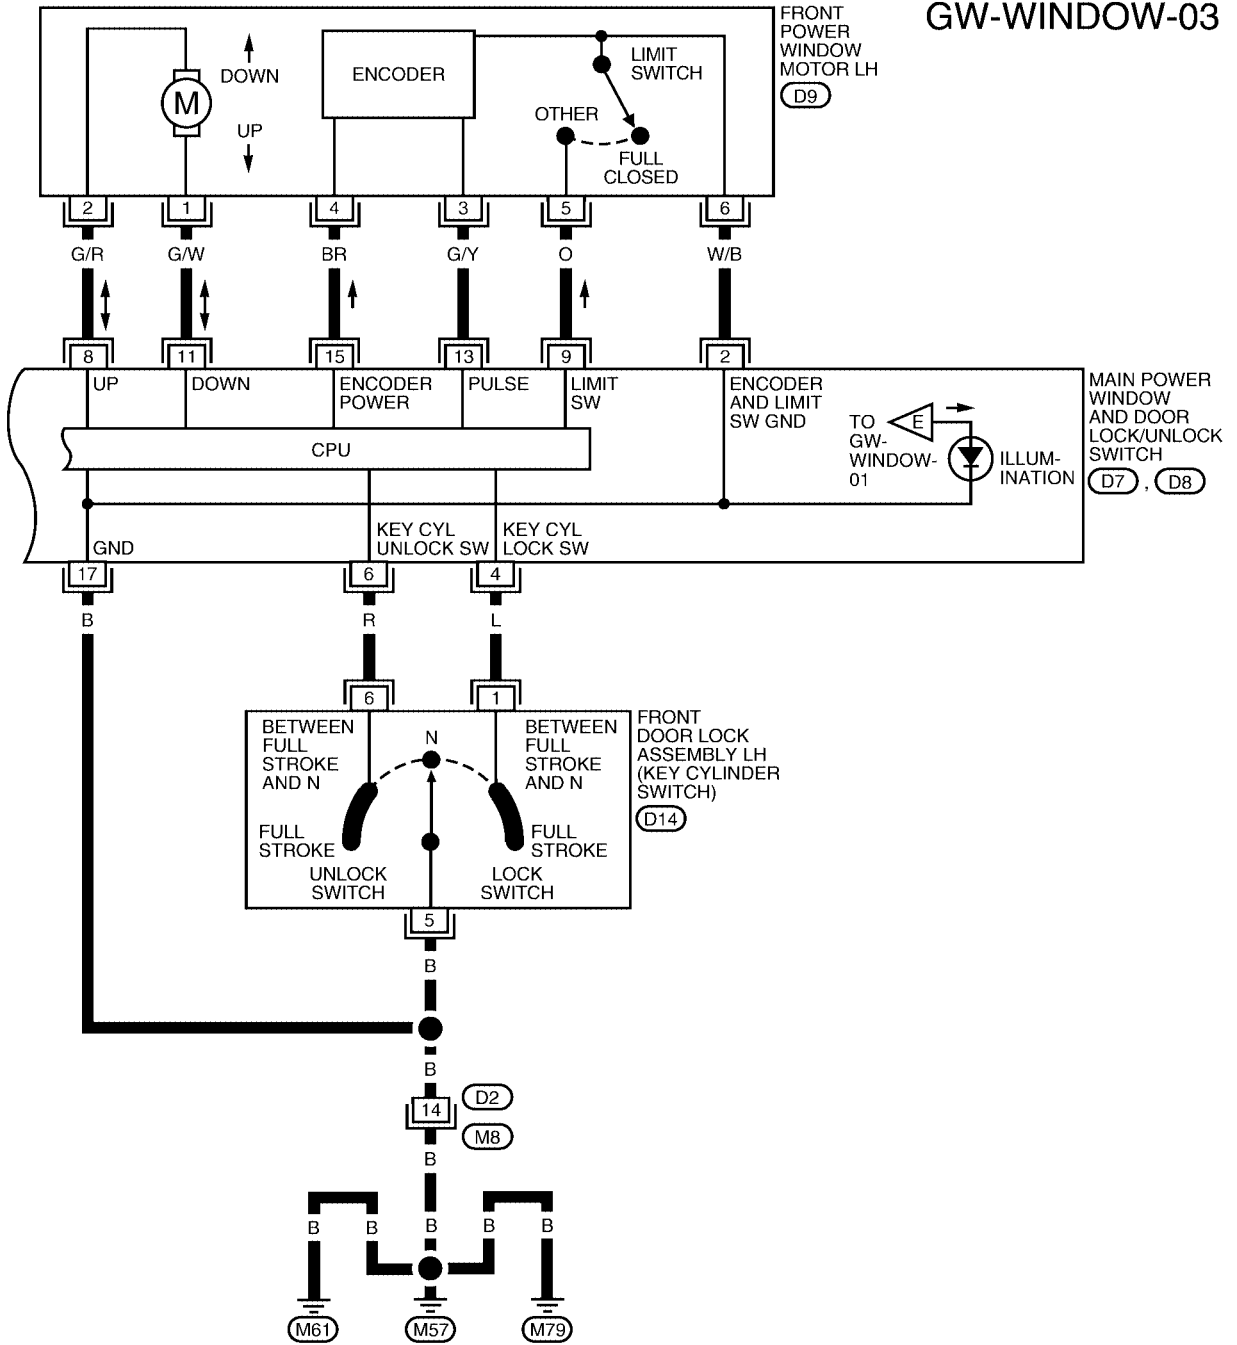 GW-WINDOW-03
FRONT
POWER
WINDOW
MOTOR LH
D9
M
DOWN
UP
ENCODER
LIMIT
SWITCH
OTHER
FULL
CLOSED
2 1 4 3 5 6
G/R G/W BR G/Y O W/B
8 11 15 13 9 2
UP
DOWN
ENCODER
POWER
PULSE
LIMIT
SW
ENCODER
AND LIMIT
SW GND
TO
GW-
WINDOW-
01
E
ILLUM-
INATION
MAIN POWER
WINDOW
AND DOOR
LOCK/UNLOCK
SWITCH
D7 , D8
CPU
GND
KEY CYL
UNLOCK SW
KEY CYL
LOCK SW
17 6 4
B R L
6 1
BETWEEN
FULL
STROKE
AND N
N
BETWEEN
FULL
STROKE
AND N
FULL
STROKE
FULL
STROKE
UNLOCK
SWITCH
LOCK
SWITCH
FRONT
DOOR LOCK
ASSEMBLY LH
(KEY CYLINDER
SWITCH)
D14
5
B
B
14
D2
M8
B
B B B B B
M61 M57 M79